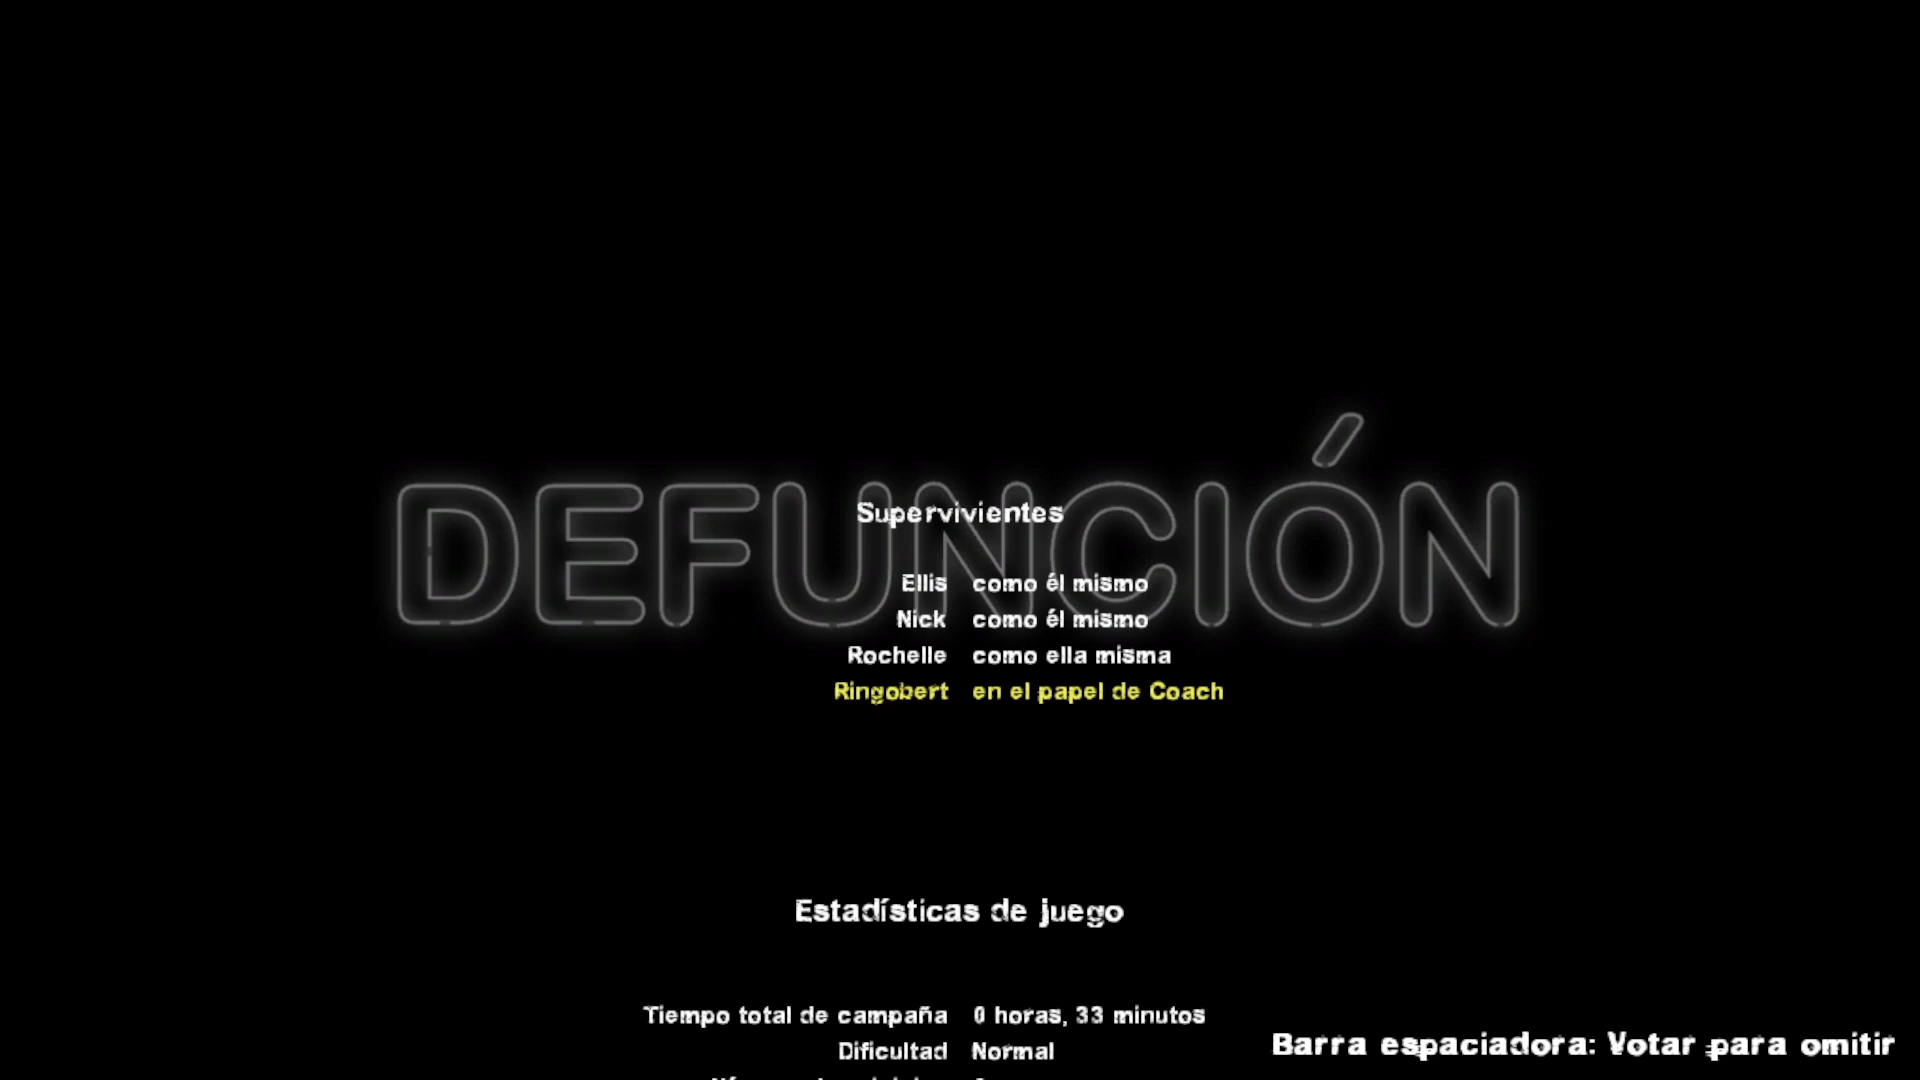 DEFUNCIÓN
Supervivientes
Ellis como él mismo
Nick como él mismo
Rochelle como ella misma
Ringobert en el papel de Coach
Estadísticas de juego
Tiempo total de campaña 0 horas, 33 minutos
Dificultad Normal
Barra espaciadora: Votar para omitir